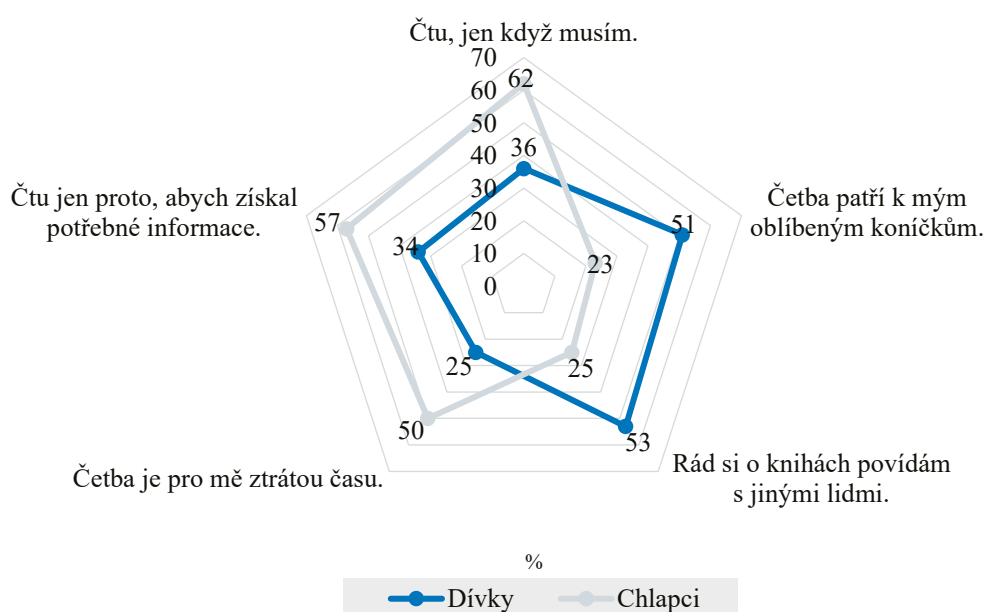 Čtu, jen když musím.
70
60
62
50
40
36
30
20
10
0
Čtu jen proto, abych získal
potřebné informace.
57
34
Četba patří k mým
oblíbeným koníčkům.
51
23
25
25
50
53
Četba je pro mě ztrátou času.
Rád si o knihách povídám
s jinými lidmi.
%
Dívky
Chlapci